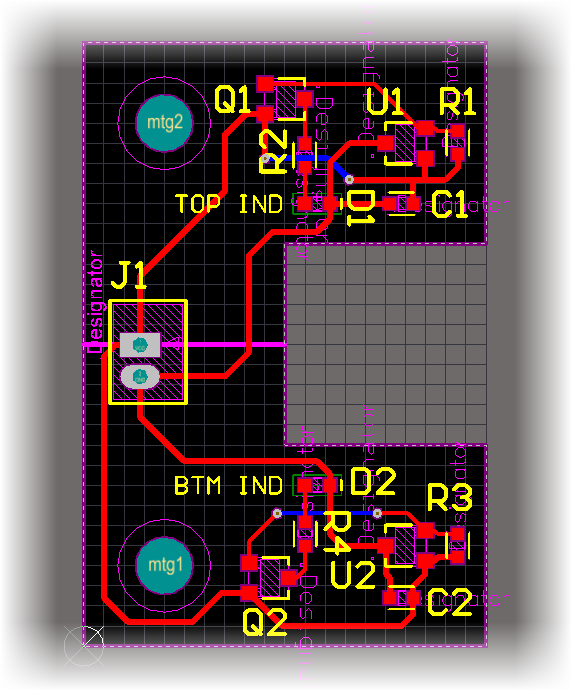 Q1
U1
R1
mtg2
R2
TOP IND
D1
C1
Designator
J1
BTM IND
D2
R3
R4
mtg1
U2
C2
Q2